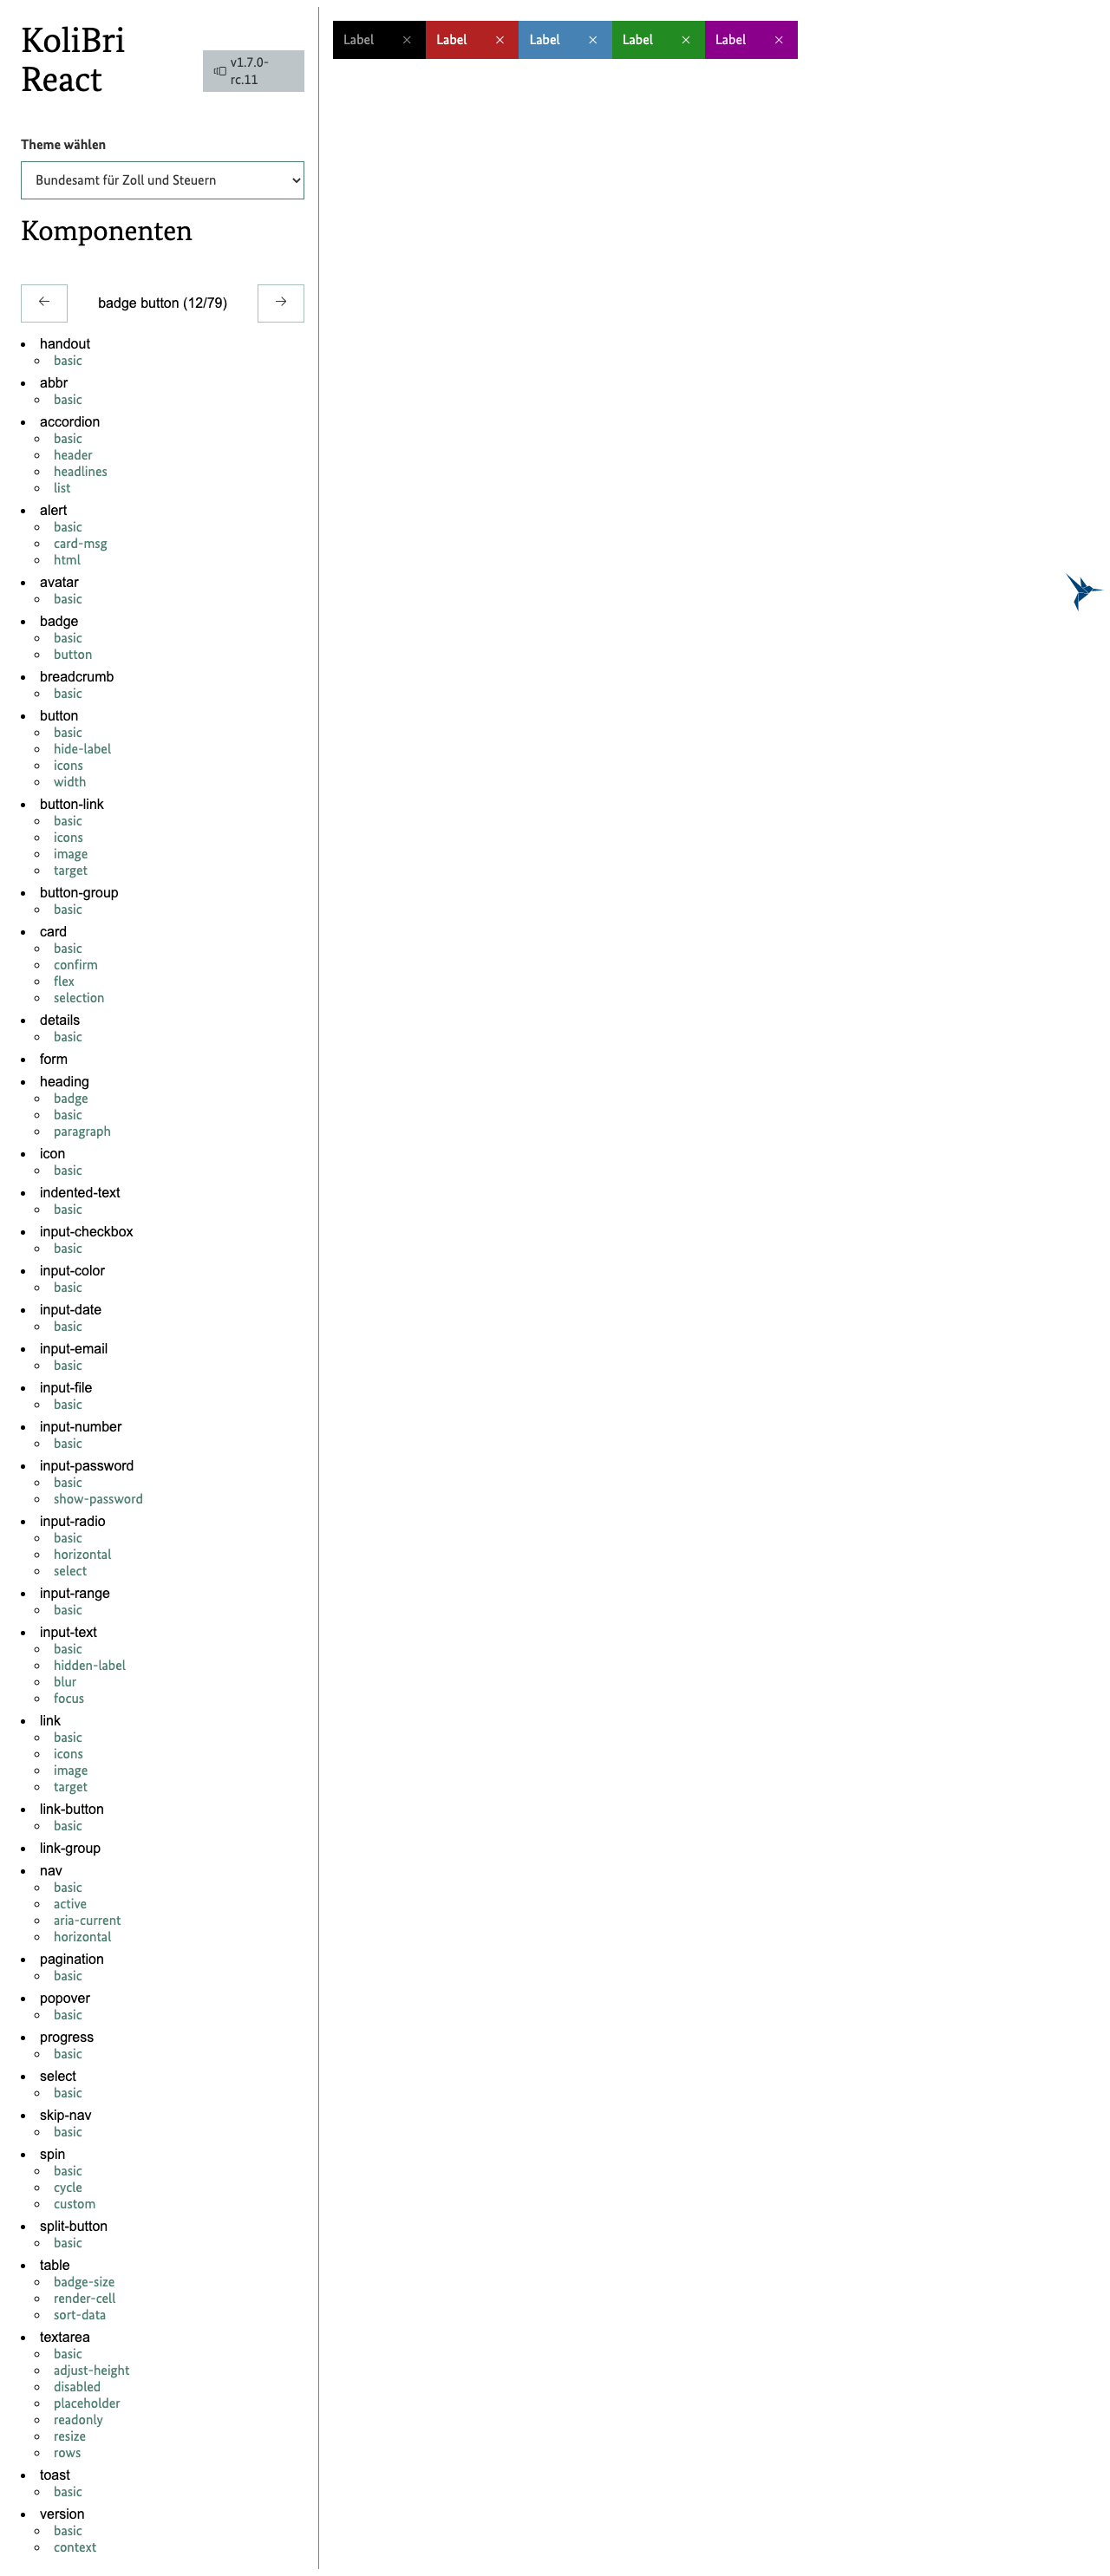 KoliBri
React
v1.7.0-
rc.11
Theme wählen
Bundesamt für Zoll und Steuern
Komponenten
badge button (12/79)
handout
basic
abbr
basic
accordion
basic
header
headlines
list
alert
basic
card-msg
html
avatar
basic
badge
basic
button
breadcrumb
basic
button
basic
hide-label
icons
width
button-link
basic
icons
image
target
button-group
basic
card
basic
confirm
flex
selection
details
basic
form
heading
badge
basic
paragraph
icon
basic
indented-text
basic
input-checkbox
basic
input-color
basic
input-date
basic
input-email
basic
input-file
basic
input-number
basic
input-password
basic
show-password
input-radio
basic
horizontal
select
input-range
basic
input-text
basic
hidden-label
blur
focus
link
basic
icons
image
target
link-button
basic
link-group
nav
basic
active
aria-current
horizontal
pagination
basic
popover
basic
progress
basic
select
basic
skip-nav
basic
spin
basic
cycle
custom
split-button
basic
table
badge-size
render-cell
sort-data
textarea
basic
adjust-height
disabled
placeholder
readonly
resize
rows
toast
basic
version
basic
context
Label Label Label Label Label